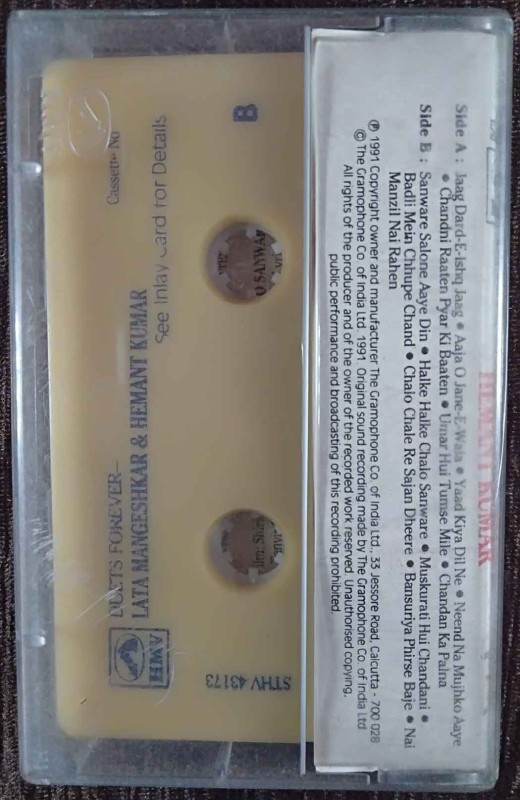 HEMANT KUMAR
Side A : Jaag Dard-E-Ishq Jaag • Aaja O Jane-E-Wafa • Yaad Kiya Dil Ne • Neend Na Mujhko Aaye
• Chandni Raaten Pyar Ki Baaten • Umar Hui Tumse Mile • Chandan Ka Palna
Side B : Sanware Salone Aaye Din • Halke Halke Chalo Sanware • Muskurati Hui Chandani •
Badli Mein Chhupe Chand • Chalo Chale Re Sajan Dheere • Bansuriya Phirse Baje • Nai
Manzil Nai Rahen
℗ 1991 Copyright owner and manufacturer The Gramophone Co. of India Ltd., 33 Jessore Road, Calcutta - 700 028
© The Gramophone Co. of India Ltd. 1991. Original sound recording made by The Gramophone Co. of India Ltd
All rights of the producer and of the owner of the recorded work reserved. Unauthorised copying,
public performance and broadcasting of this recording prohibited.
B
Cassette No
See Inlay Card for Details
DUETS FOREVER—
LATA MANGESHKAR & HEMANT KUMAR
HMV
STHV 43173